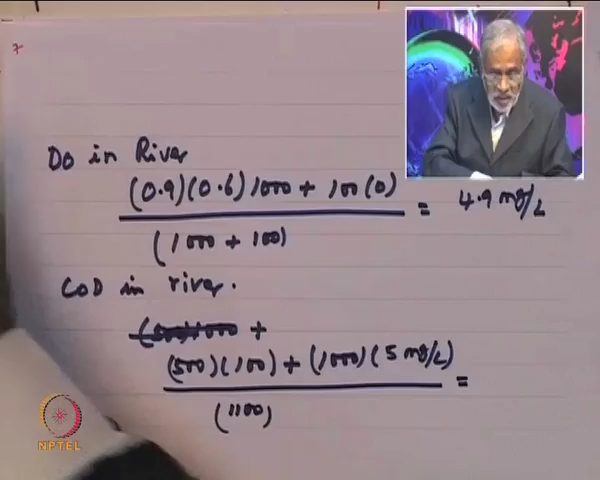 DO in River
(0.9)(0.6)1000 + 100(0)
= 4.9 mg/L
(1000 + 100)
COD in river.
+
(500)(100) + (1000)(5 mg/L)
=
(1100)
NPTEL